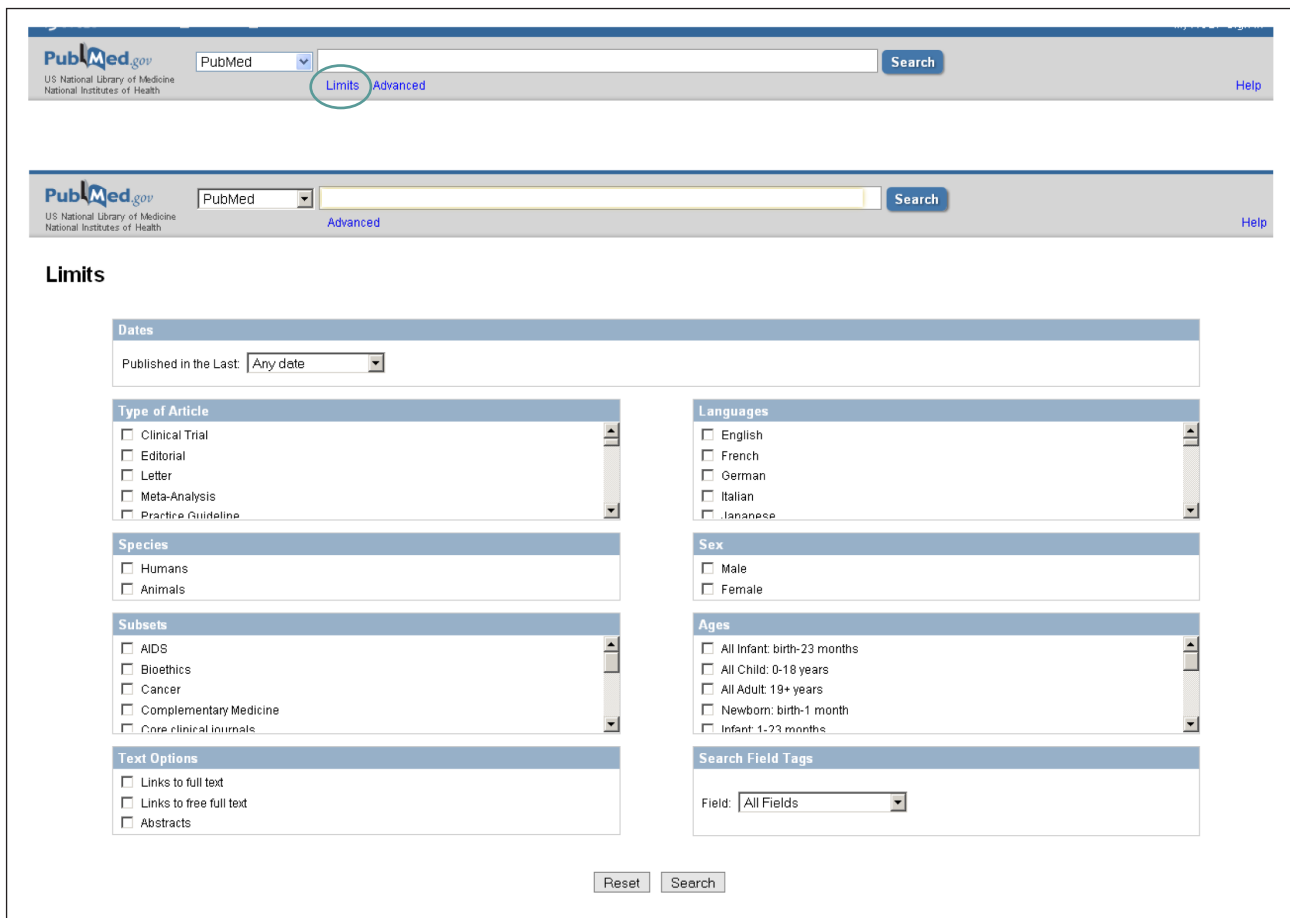 PubMed.gov
US National Library of Medicine
National Institutes of Health
PubMed
Search
Limits Advanced
Help
PubMed.gov
US National Library of Medicine
National Institutes of Health
PubMed
Search
Advanced
Help
Limits
Dates
Published in the Last: Any date
Type of Article
Clinical Trial
Editorial
Letter
Meta-Analysis
Practice Guideline
Languages
English
French
German
Italian
Japanese
Species
Humans
Animals
Sex
Male
Female
Subsets
AIDS
Bioethics
Cancer
Complementary Medicine
Core clinical journals
Ages
All Infant: birth-23 months
All Child: 0-18 years
All Adult: 19+ years
Newborn: birth-1 month
Infant: 1-23 months
Text Options
Links to full text
Links to free full text
Abstracts
Search Field Tags
Field: All Fields
Reset Search